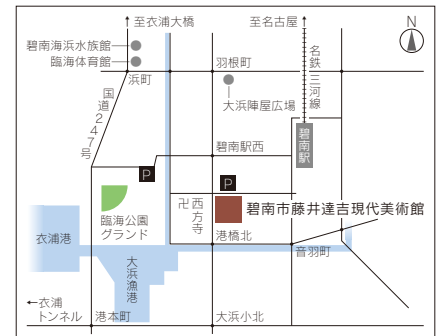 至衣浦大橋
至名古屋
N
碧南海浜水族館
臨海体育館
浜町
羽根町
名鉄三河線
大浜陣屋広場
国道247号
碧南駅西
碧南駅
P
P
碧南市藤井達吉現代美術館
西方寺
卍
臨海公園
グランド
港橋北
音羽町
衣浦港
大浜漁港
衣浦
トンネル
港本町
大浜小北